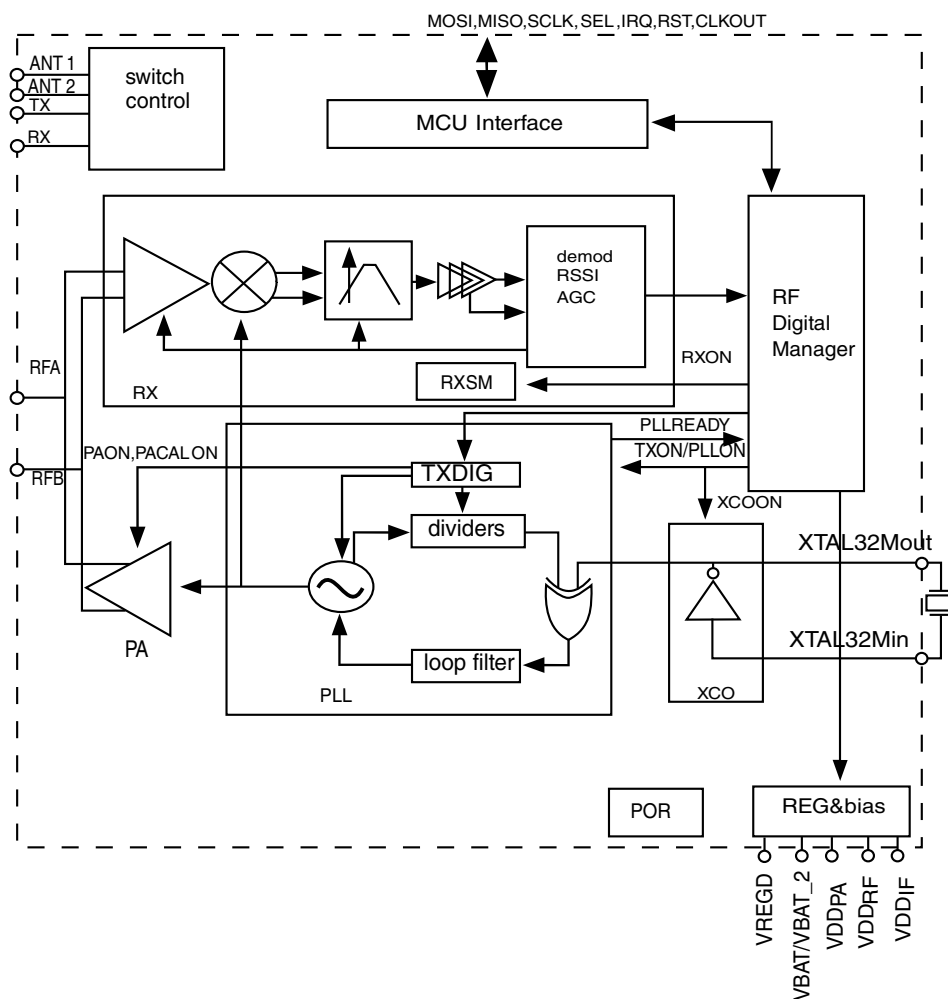 MOSI,MISO,SCLK,SEL,IRQ,RST,CLKOUT
ANT 1
ANT 2
TX
RX
switch
control
MCU Interface
demod
RSSI
AGC
RF
Digital
Manager
RFA
RX
RXSM
RXON
PLLREADY
TXON/PLLON
PAON,PACALON
RFB
TXDIG
XCOON
dividers
XTAL32Mout
PA
XTAL32Min
loop filter
PLL
XCO
POR
REG&bias
VREGD
VBAT/VBAT_2
VDDPA
VDDRF
VDDIF